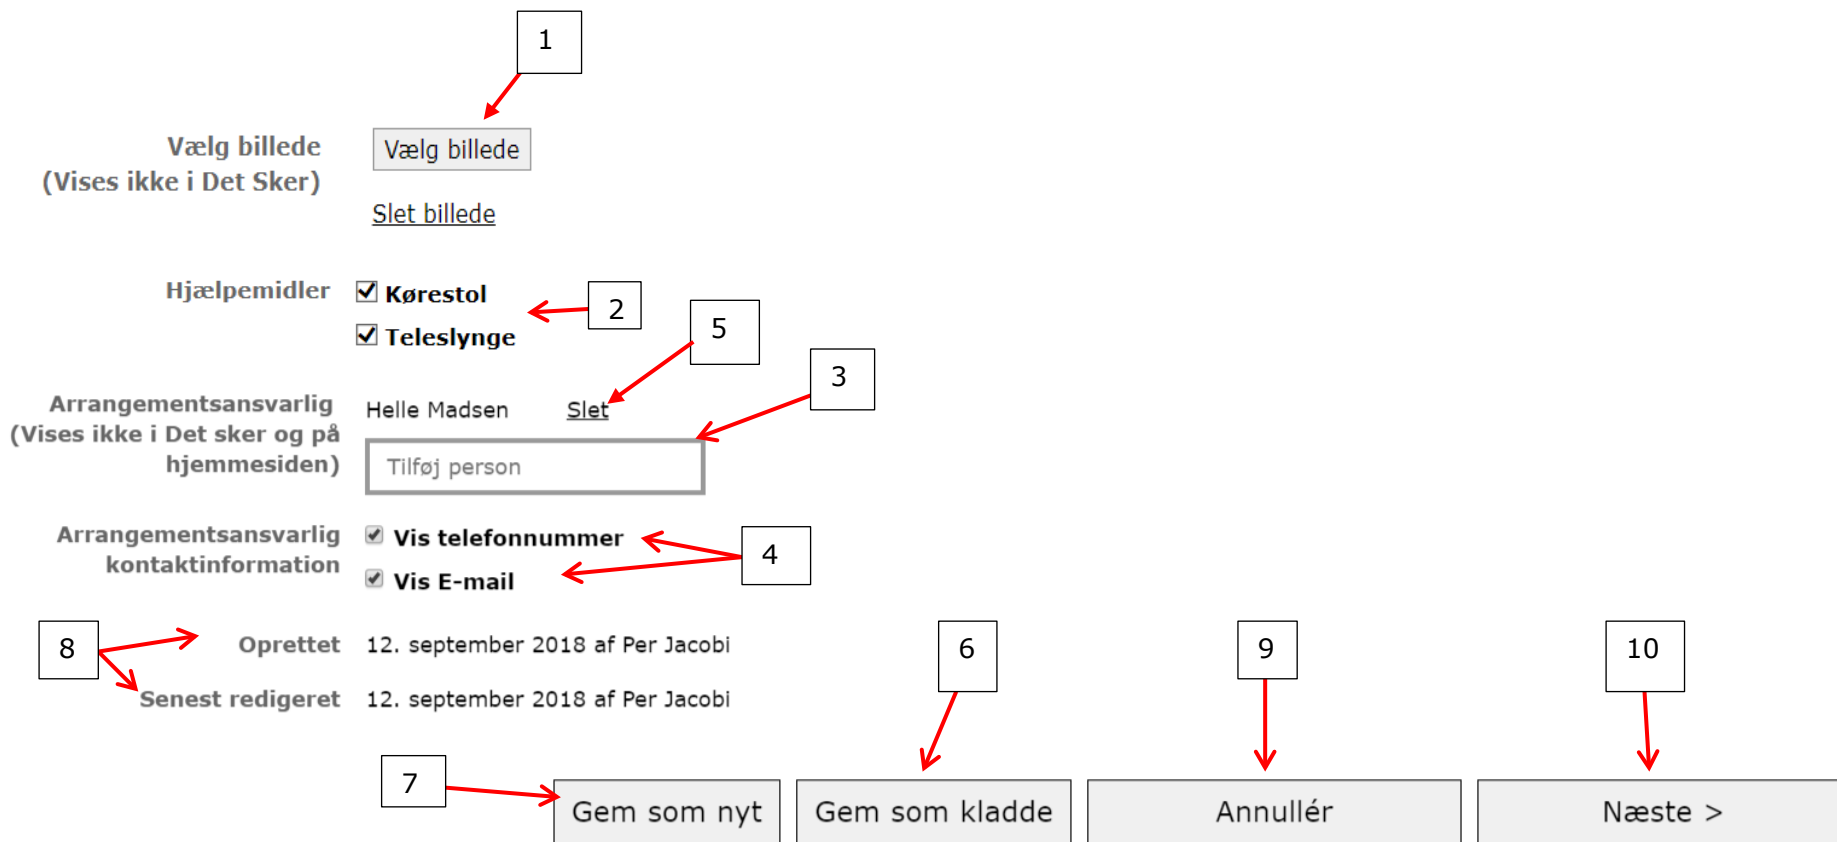 1
Vælg billede
(Vises ikke i Det Sker)
Vælg billede
Slet billede
Hjælpemidler
Kørestol
Teleslynge
2
5
3
Arrangementsansvarlig
(Vises ikke i Det sker og på
hjemmesiden)
Helle Madsen Slet
Tilføj person
Arrangementsansvarlig
kontaktinformation
Vis telefonnummer
Vis E-mail
4
8
Oprettet 12. september 2018 af Per Jacobi
Senest redigeret 12. september 2018 af Per Jacobi
6
9
10
7
Gem som nyt
Gem som kladde
Annullér
Næste >